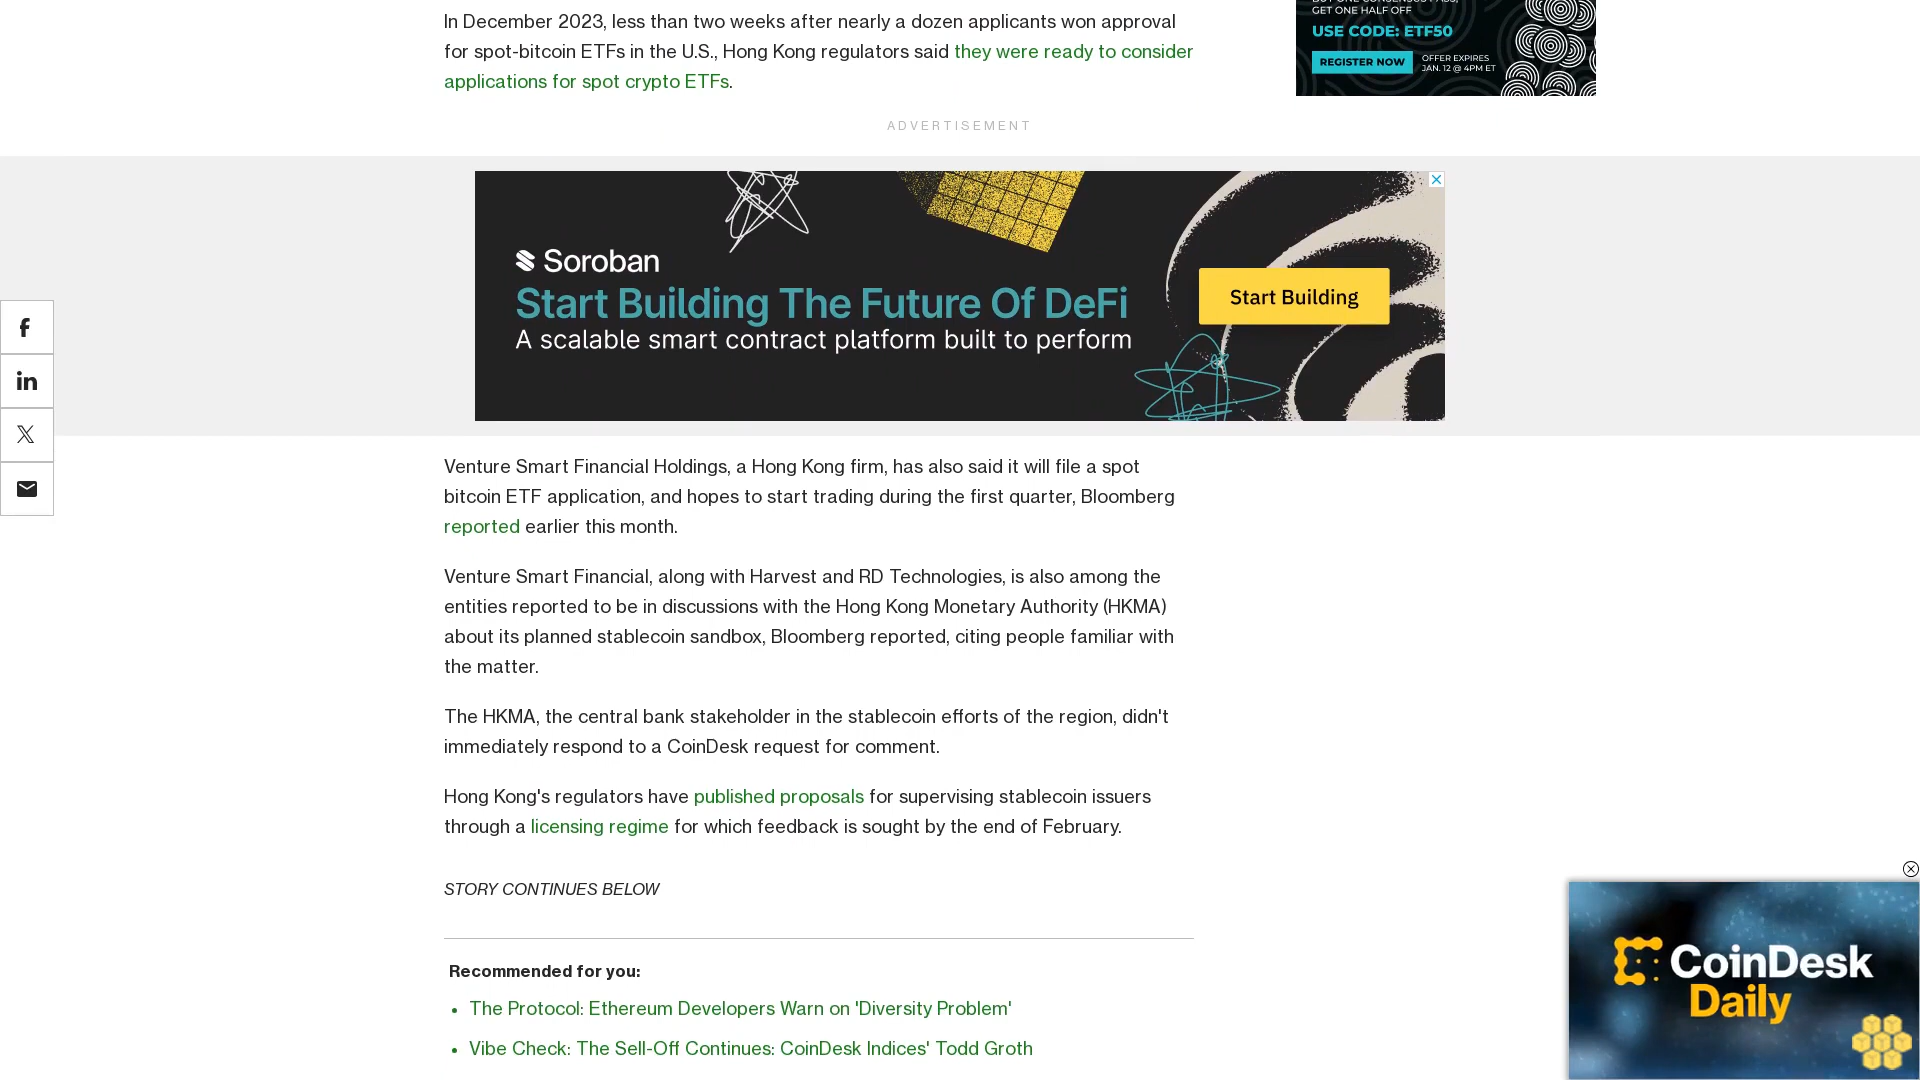 In December 2023, less than two weeks after nearly a dozen applicants won approval
for spot-bitcoin ETFs in the U.S., Hong Kong regulators said they were ready to consider
applications for spot crypto ETFs.
GET ONE HALF OFF
USE CODE: ETF50
REGISTER NOW
OFFER EXPIRES
JAN. 12 @ 4PM ET
ADVERTISEMENT
Soroban
Start Building The Future Of DeFi
A scalable smart contract platform built to perform
Start Building
Venture Smart Financial Holdings, a Hong Kong firm, has also said it will file a spot
bitcoin ETF application, and hopes to start trading during the first quarter, Bloomberg
reported earlier this month.
Venture Smart Financial, along with Harvest and RD Technologies, is also among the
entities reported to be in discussions with the Hong Kong Monetary Authority (HKMA)
about its planned stablecoin sandbox, Bloomberg reported, citing people familiar with
the matter.
The HKMA, the central bank stakeholder in the stablecoin efforts of the region, didn't
immediately respond to a CoinDesk request for comment.
Hong Kong's regulators have published proposals for supervising stablecoin issuers
through a licensing regime for which feedback is sought by the end of February.
STORY CONTINUES BELOW
Recommended for you:
• The Protocol: Ethereum Developers Warn on 'Diversity Problem'
• Vibe Check: The Sell-Off Continues: CoinDesk Indices' Todd Groth
CoinDesk
Daily